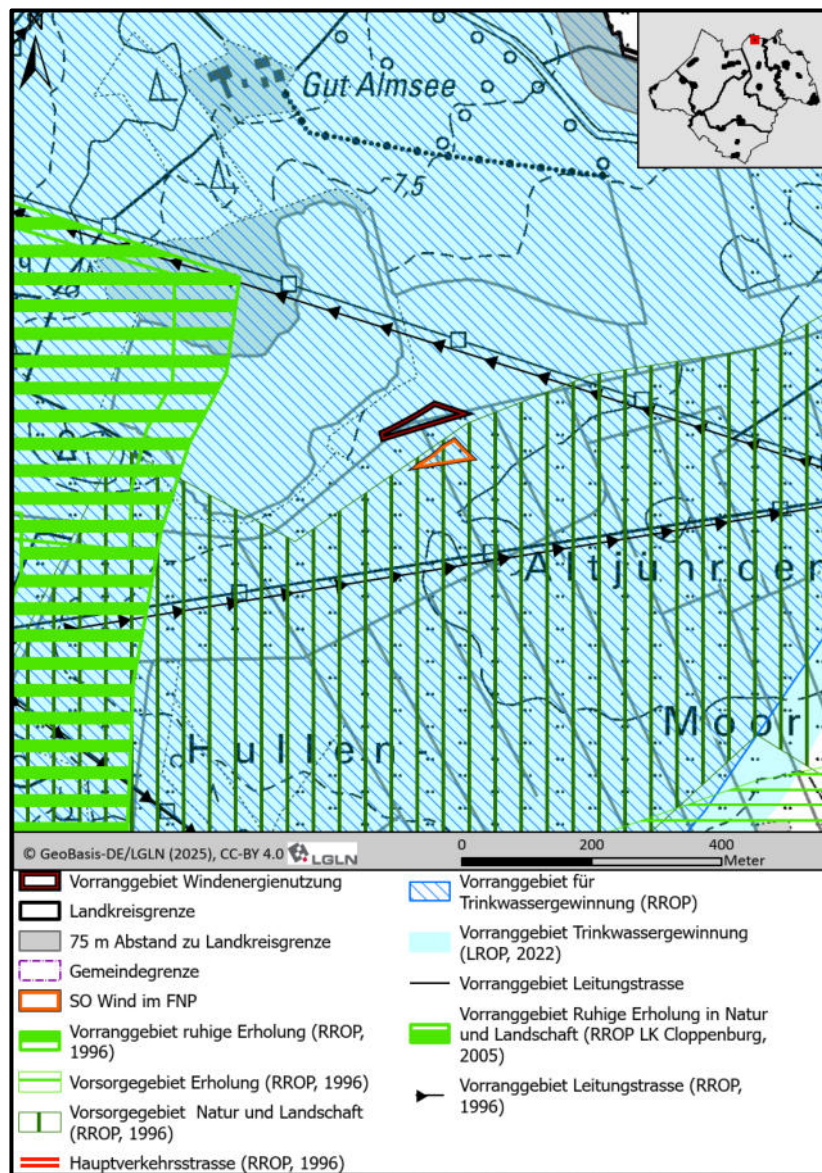 N
Gut Almsee
7,5
Altjührden
Moor
Hullen-
© GeoBasis-DE/LGLN (2025), CC-BY 4.0 LGLN
0 200 400
Meter
Vorranggebiet Windenergienutzung
Landkreisgrenze
75 m Abstand zu Landkreisgrenze
Gemeindegrenze
SO Wind im FNP
Vorranggebiet ruhige Erholung (RROP,
1996)
Vorsorgegebiet Erholung (RROP, 1996)
Vorsorgegebiet Natur und Landschaft
(RROP, 1996)
Hauptverkehrsstrasse (RROP, 1996)
Vorranggebiet für
Trinkwassergewinnung (RROP)
Vorranggebiet Trinkwassergewinnung
(LROP, 2022)
Vorranggebiet Leitungstrasse
Vorranggebiet Ruhige Erholung in Natur
und Landschaft (RROP LK Cloppenburg,
2005)
Vorranggebiet Leitungstrasse (RROP,
1996)